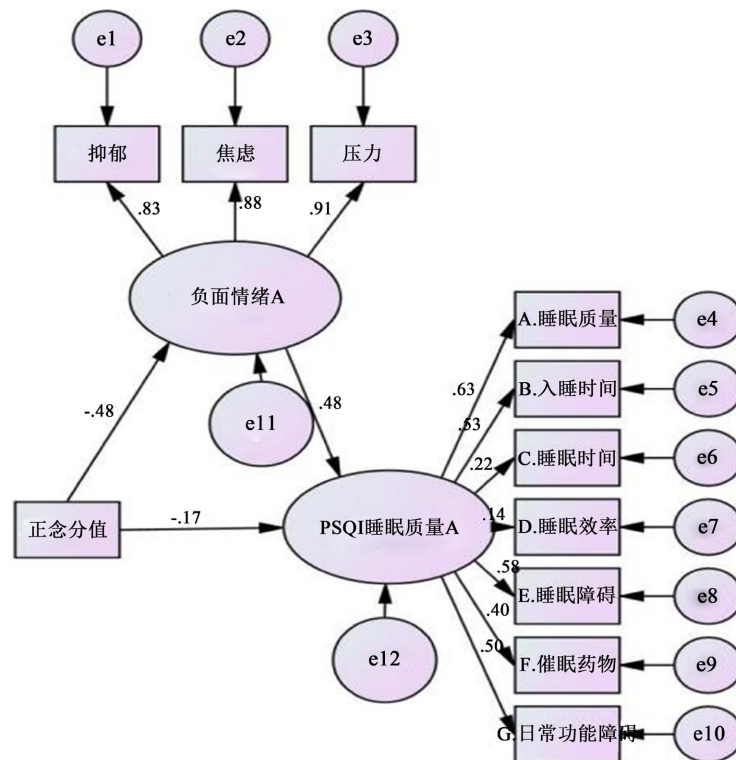 e1
e2
e3
抑郁
焦虑
压力
.83
.88
.91
负面情绪A
-.48
e11
.48
正念分值
-.17
PSQI睡眠质量A
e12
.63
.53
.22
.14
.58
.40
.50
A.睡眠质量
e4
B.入睡时间
e5
C.睡眠时间
e6
D.睡眠效率
e7
E.睡眠障碍
e8
F.催眠药物
e9
G.日常功能障碍
e10